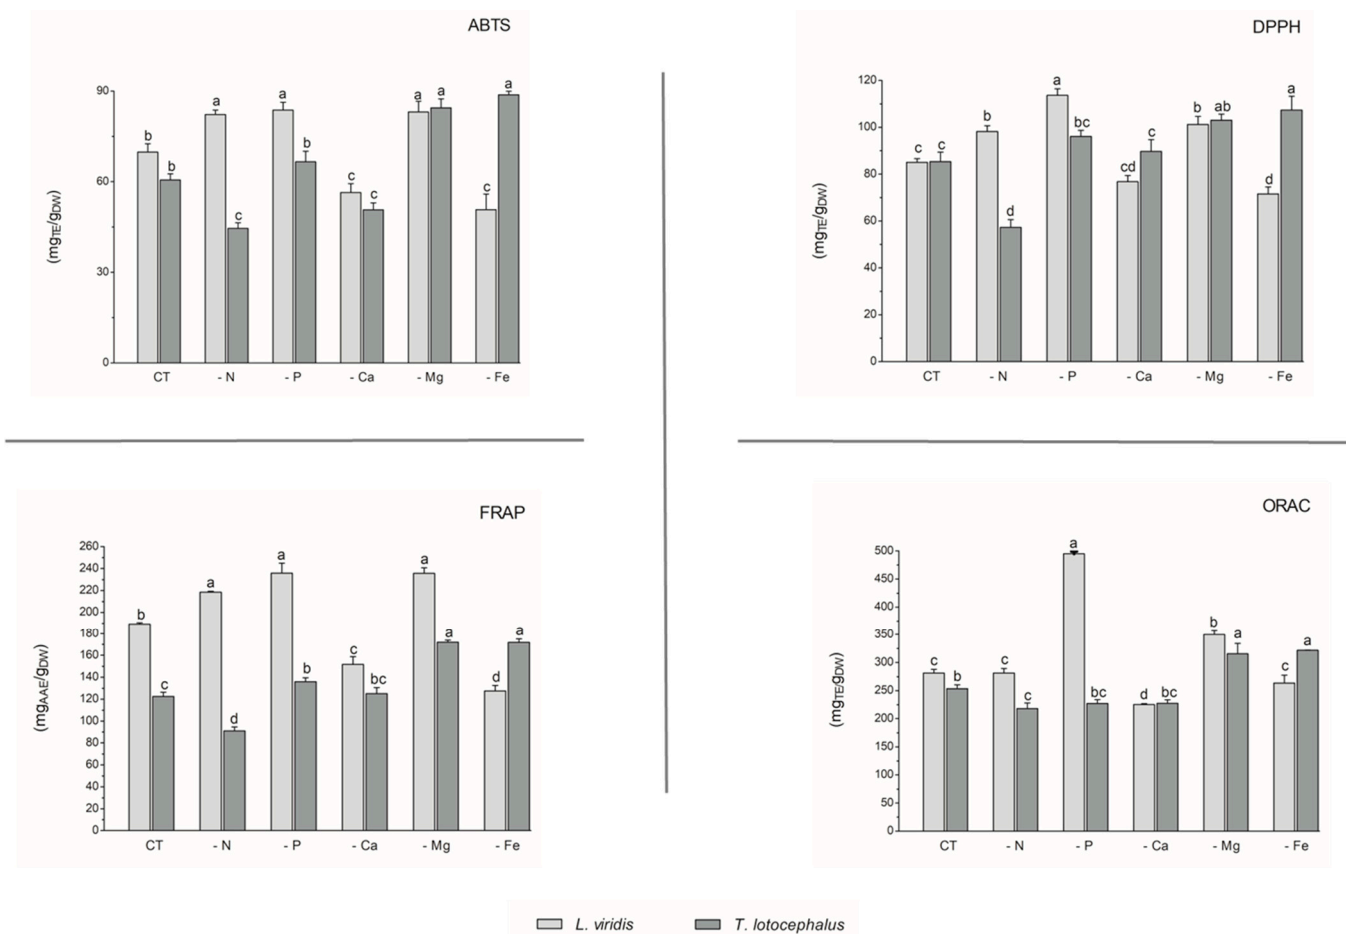 ABTS
90
60
30
0
(mgTE/gDW)
b b a c a b c c a a c a
CT - N - P - Ca - Mg - Fe
DPPH
120
100
80
60
40
20
0
(mgTE/gDW)
c c b d a bc cd c b ab d a
CT - N - P - Ca - Mg - Fe
FRAP
260
240
220
200
180
160
140
120
100
80
60
40
20
0
(mgAAE/gDW)
b c a d a b c bc a a d a
CT - N - P - Ca - Mg - Fe
ORAC
500
450
400
350
300
250
200
150
100
50
0
(mgTE/gDW)
c b c c a bc d bc b a c a
CT - N - P - Ca - Mg - Fe
L. viridis T. lotocephalus